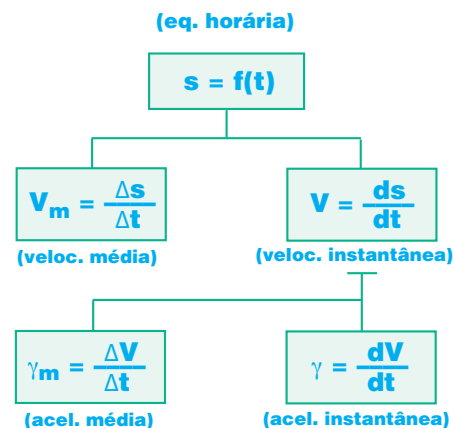 (eq. horária)
s = f(t)
Vm = Δs/Δt
V = ds/dt
(veloc. média)
(veloc. instantânea)
γm = ΔV/Δt
γ = dV/dt
(acel. média)
(acel. instantânea)